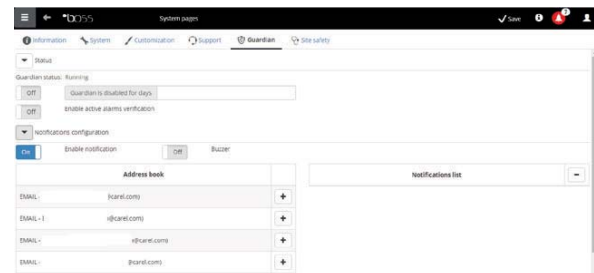 boss System pages Save
Information System Customization Support Guardian Site safety
Status
Guardian status: Running
Off Guardian is disabled for days
Off Enable active alarms verification
Notifications configuration
On Enable notification Off Buzzer
Address book Notifications list
EMAIL - @carel.com)
EMAIL - @carel.com)
EMAIL - @carel.com)
EMAIL - @carel.com)